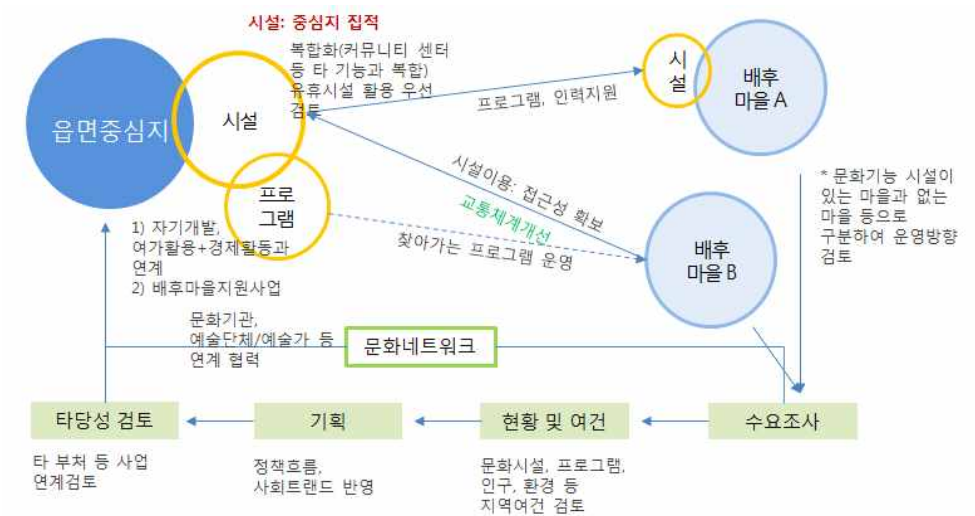 시설: 중심지 집적
복합화(커뮤니티 센터
등 타 기능과 복합)
유휴시설 활용 우선
검토
읍면중심지
시설
프로
그램
시
설
배후
마을 A
프로그램, 인력지원
시설이용: 접근성 확보
교통체계개선
찾아가는 프로그램 운영
배후
마을 B
* 문화기능 시설이
있는 마을과 없는
마을 등으로
구분하여 운영방향
검토
1) 자기개발,
여가활용+경제활동과
연계
2) 배후마을지원사업
문화기관,
예술단체/예술가 등
연계 협력
문화네트워크
타당성 검토
기획
현황 및 여건
수요조사
타 부처 등 사업
연계검토
정책흐름,
사회트랜드 반영
문화시설, 프로그램,
인구, 환경 등
지역여건 검토